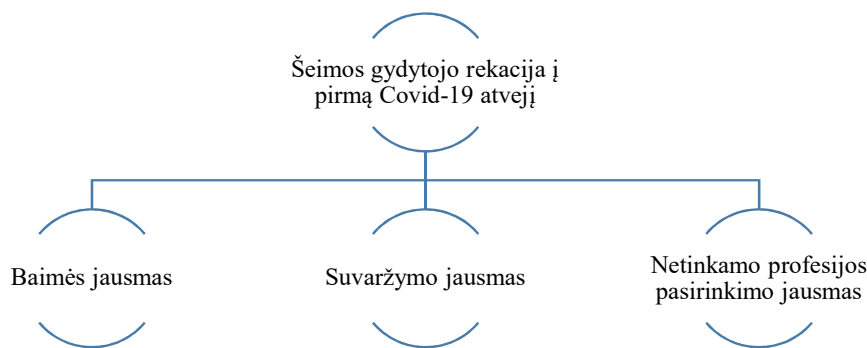 Šeimos gydytojo rekacija į
pirmą Covid-19 atvejį
Baimės jausmas
Suvaržymo jausmas
Netinkamo profesijos
pasirinkimo jausmas